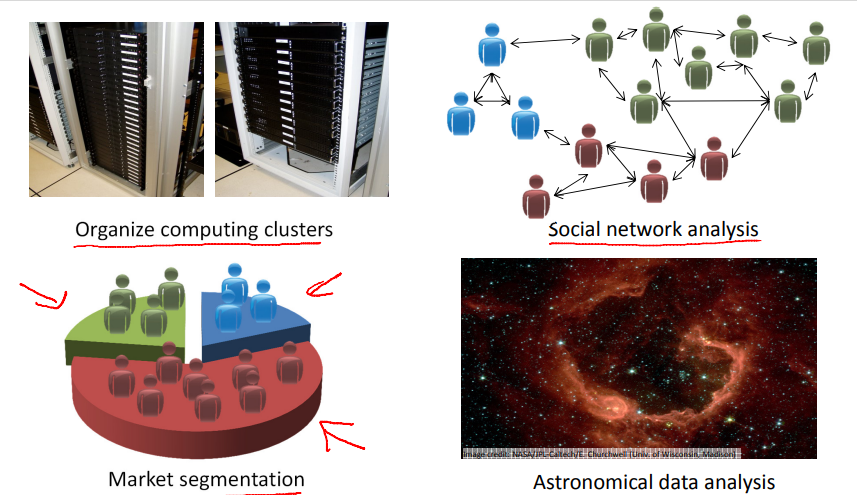 Organize computing clusters
Social network analysis
Image credit: NASA/JPL-Caltech/E. Churchwell (Univ. of Wisconsin, Madison)
Market segmentation
Astronomical data analysis